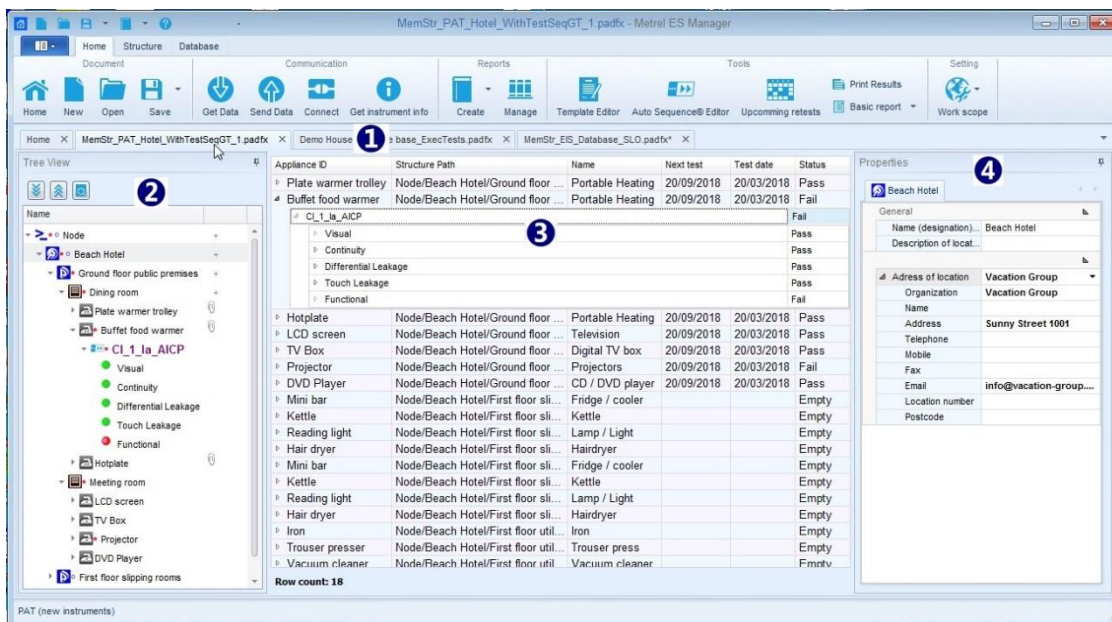 MemStr_PAT_Hotel_WithTestSeqGT_1.padfx - Metrel ES Manager
Home Structure Database
Document Communication Reports Tools Setting
Home New Open Save Get Data Send Data Connect Get instrument info Create Manage Template Editor Auto Sequence® Editor Upcomming retests Print Results Basic report Work scope
Home MemStr_PAT_Hotel_WithTestSeqGT_1.padfx Demo House 1 e base_ExecTests.padfx MemStr_EIS_Database_SLO.padfx*
Tree View
2
Name
Node
Beach Hotel
Ground floor public premises
Dining room
Plate warmer trolley
Buffet food warmer
Cl_1_Ia_AICP
Visual
Continuity
Differential Leakage
Touch Leakage
Functional
Hotplate
Meeting room
LCD screen
TV Box
Projector
DVD Player
First floor slipping rooms
Appliance ID Structure Path Name Next test Test date Status
Plate warmer trolley Node/Beach Hotel/Ground floor ... Portable Heating 20/09/2018 20/03/2018 Pass
Buffet food warmer Node/Beach Hotel/Ground floor ... Portable Heating 20/09/2018 20/03/2018 Fail
Cl_1_Ia_AICP Fail
3
Visual Pass
Continuity Pass
Differential Leakage Pass
Touch Leakage Pass
Functional Fail
Hotplate Node/Beach Hotel/Ground floor ... Portable Heating 20/09/2018 20/03/2018 Pass
LCD screen Node/Beach Hotel/Ground floor ... Television 20/09/2018 20/03/2018 Pass
TV Box Node/Beach Hotel/Ground floor ... Digital TV box 20/09/2018 20/03/2018 Pass
Projector Node/Beach Hotel/Ground floor ... Projectors 20/09/2018 20/03/2018 Fail
DVD Player Node/Beach Hotel/Ground floor ... CD / DVD player 20/09/2018 20/03/2018 Pass
Mini bar Node/Beach Hotel/First floor sli... Fridge / cooler Empty
Kettle Node/Beach Hotel/First floor sli... Kettle Empty
Reading light Node/Beach Hotel/First floor sli... Lamp / Light Empty
Hair dryer Node/Beach Hotel/First floor sli... Hairdryer Empty
Mini bar Node/Beach Hotel/First floor sli... Fridge / cooler Empty
Kettle Node/Beach Hotel/First floor sli... Kettle Empty
Reading light Node/Beach Hotel/First floor sli... Lamp / Light Empty
Hair dryer Node/Beach Hotel/First floor sli... Hairdryer Empty
Iron Node/Beach Hotel/First floor util... Iron Empty
Trouser presser Node/Beach Hotel/First floor util... Trouser press Empty
Vacuum cleaner Node/Beach Hotel/First floor util... Vacuum cleaner Empty
Row count: 18
Properties
4
Beach Hotel
General
Name (designation)... Beach Hotel
Description of locat...
Adress of location Vacation Group
Organization Vacation Group
Name
Address Sunny Street 1001
Telephone
Mobile
Fax
Email info@vacation-group....
Location number
Postcode
PAT (new instruments)